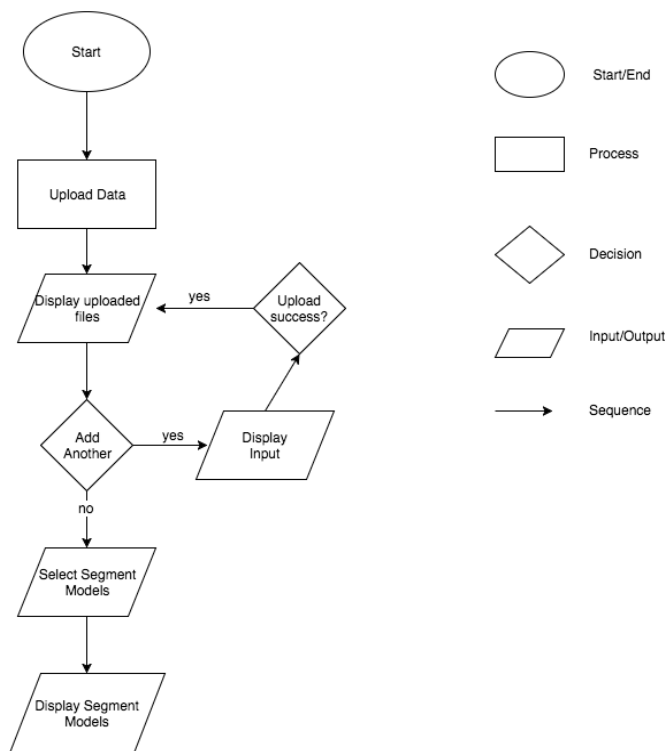 Start
Start/End
Process
Upload Data
Decision
Display uploaded
files
yes
Upload
success?
Input/Output
Sequence
Add
Another
yes
Display
Input
no
Select Segment
Models
Display Segment
Models